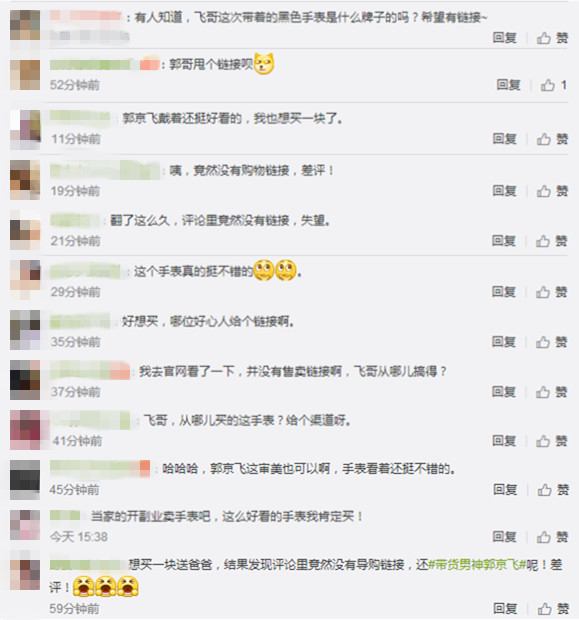 ：有人知道，飞哥这次带着的黑色手表是什么牌子的吗？希望有链接~
回复 赞
：郭哥甩个链接呗
52分钟前 回复 1
：郭京飞戴着还挺好看的，我也想买一块了。
11分钟前 回复 赞
：咦，竟然没有购物链接，差评！
19分钟前 回复 赞
：翻了这么久，评论里竟然没有链接，失望。
21分钟前 回复 赞
：这个手表真的挺不错的。
29分钟前 回复 赞
：好想买，哪位好心人给个链接啊。
35分钟前 回复 赞
：我去官网看了一下，并没有售卖链接啊，飞哥从哪儿搞得？
37分钟前 回复 赞
：飞哥，从哪儿买的这手表？给个渠道呀。
41分钟前 回复 赞
：哈哈哈，郭京飞这审美也可以啊，手表看着还挺不错的。
45分钟前 回复 赞
：当家的开副业卖手表吧，这么好看的手表我肯定买！
今天 15:38 回复 赞
想买一块送爸爸，结果发现评论里竟然没有导购链接，还#带货男神郭京飞#呢！差
评！
59分钟前 回复 赞